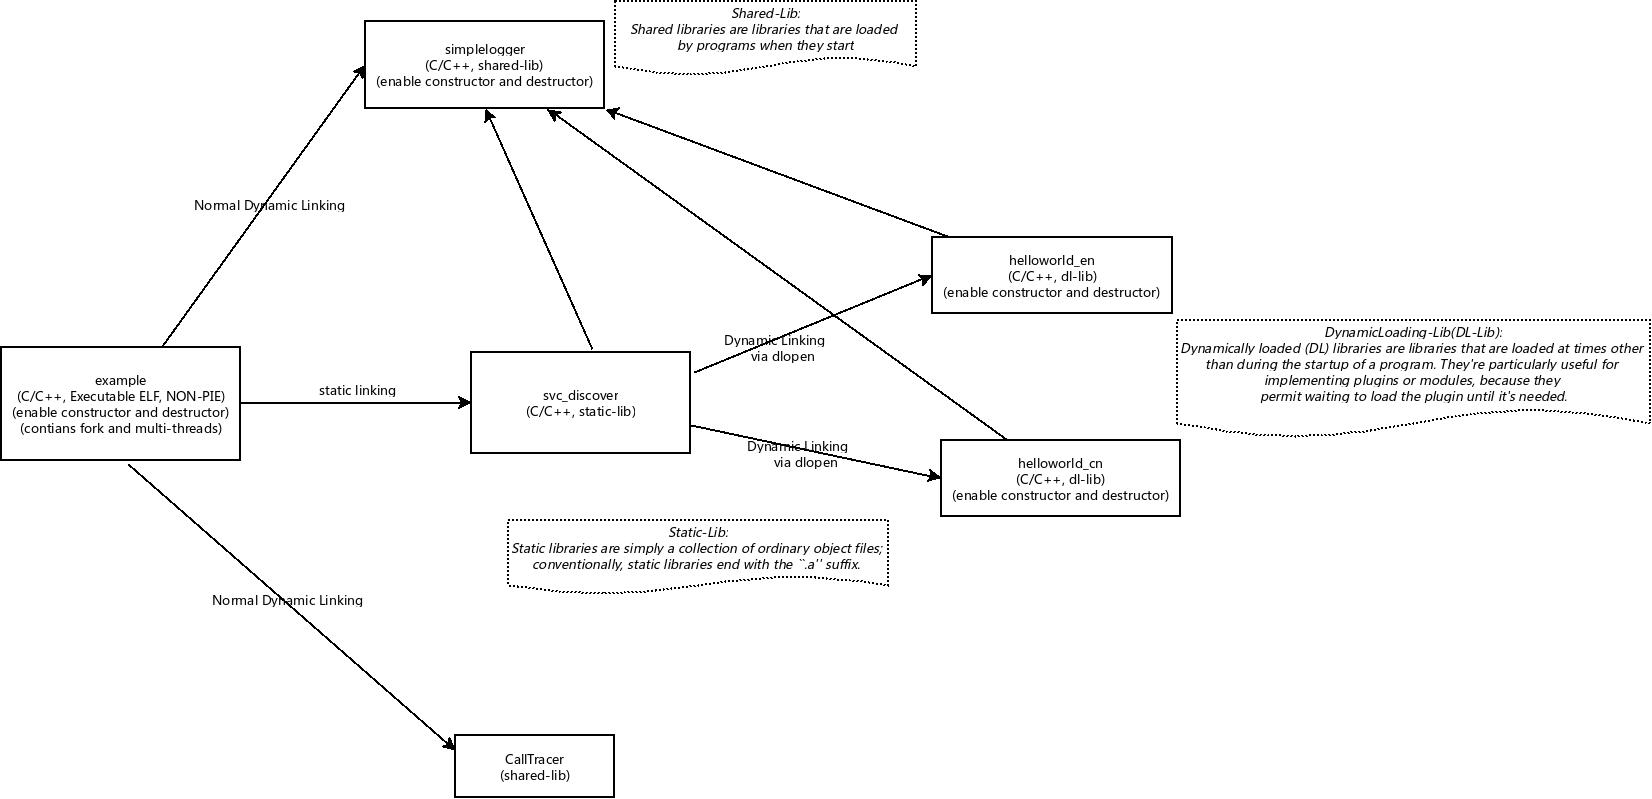 Shared-Lib:
Shared libraries are libraries that are loaded
by programs when they start
simplelogger
(C/C++, shared-lib)
(enable constructor and destructor)
Normal Dynamic Linking
helloworld_en
(C/C++, dl-lib)
(enable constructor and destructor)
DynamicLoading-Lib(DL-Lib):
Dynamically loaded (DL) libraries are libraries that are loaded at times other
than during the startup of a program. They're particularly useful for
implementing plugins or modules, because they
permit waiting to load the plugin until it's needed.
Dynamic Linking
via dlopen
example
(C/C++, Executable ELF, NON-PIE)
(enable constructor and destructor)
(contians fork and multi-threads)
static linking
svc_discover
(C/C++, static-lib)
Dynamic Linking
via dlopen
helloworld_cn
(C/C++, dl-lib)
(enable constructor and destructor)
Static-Lib:
Static libraries are simply a collection of ordinary object files;
conventionally, static libraries end with the ``.a'' suffix.
Normal Dynamic Linking
CallTracer
(shared-lib)